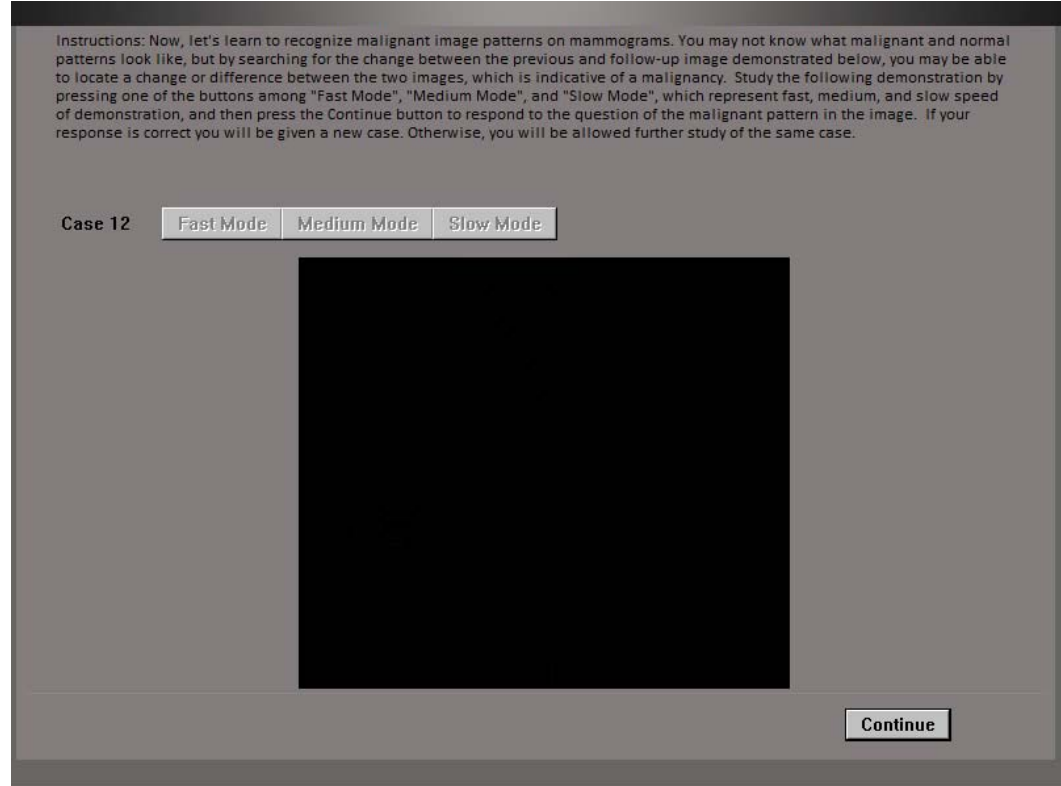 Instructions: Now, let's learn to recognize malignant image patterns on mammograms. You may not know what malignant and normal
patterns look like, but by searching for the change between the previous and follow-up image demonstrated below, you may be able
to locate a change or difference between the two images, which is indicative of a malignancy. Study the following demonstration by
pressing one of the buttons among "Fast Mode", "Medium Mode", and "Slow Mode", which represent fast, medium, and slow speed
of demonstration, and then press the Continue button to respond to the question of the malignant pattern in the image. If your
response is correct you will be given a new case. Otherwise, you will be allowed further study of the same case.
Case 12 Fast Mode Medium Mode Slow Mode
Continue